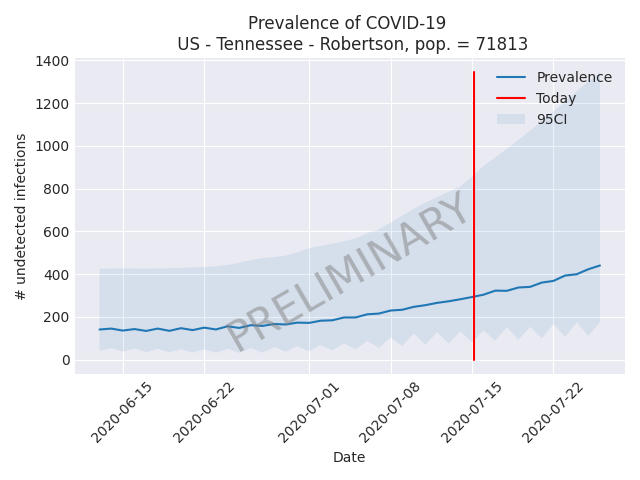 Prevalence of COVID-19
US - Tennessee - Robertson, pop. = 71813
1400
1200
1000
800
600
400
200
0
# undetected infections
Prevalence
Today
95CI
PRELIMINARY
2020-06-15
2020-06-22
2020-07-01
2020-07-08
2020-07-15
2020-07-22
Date